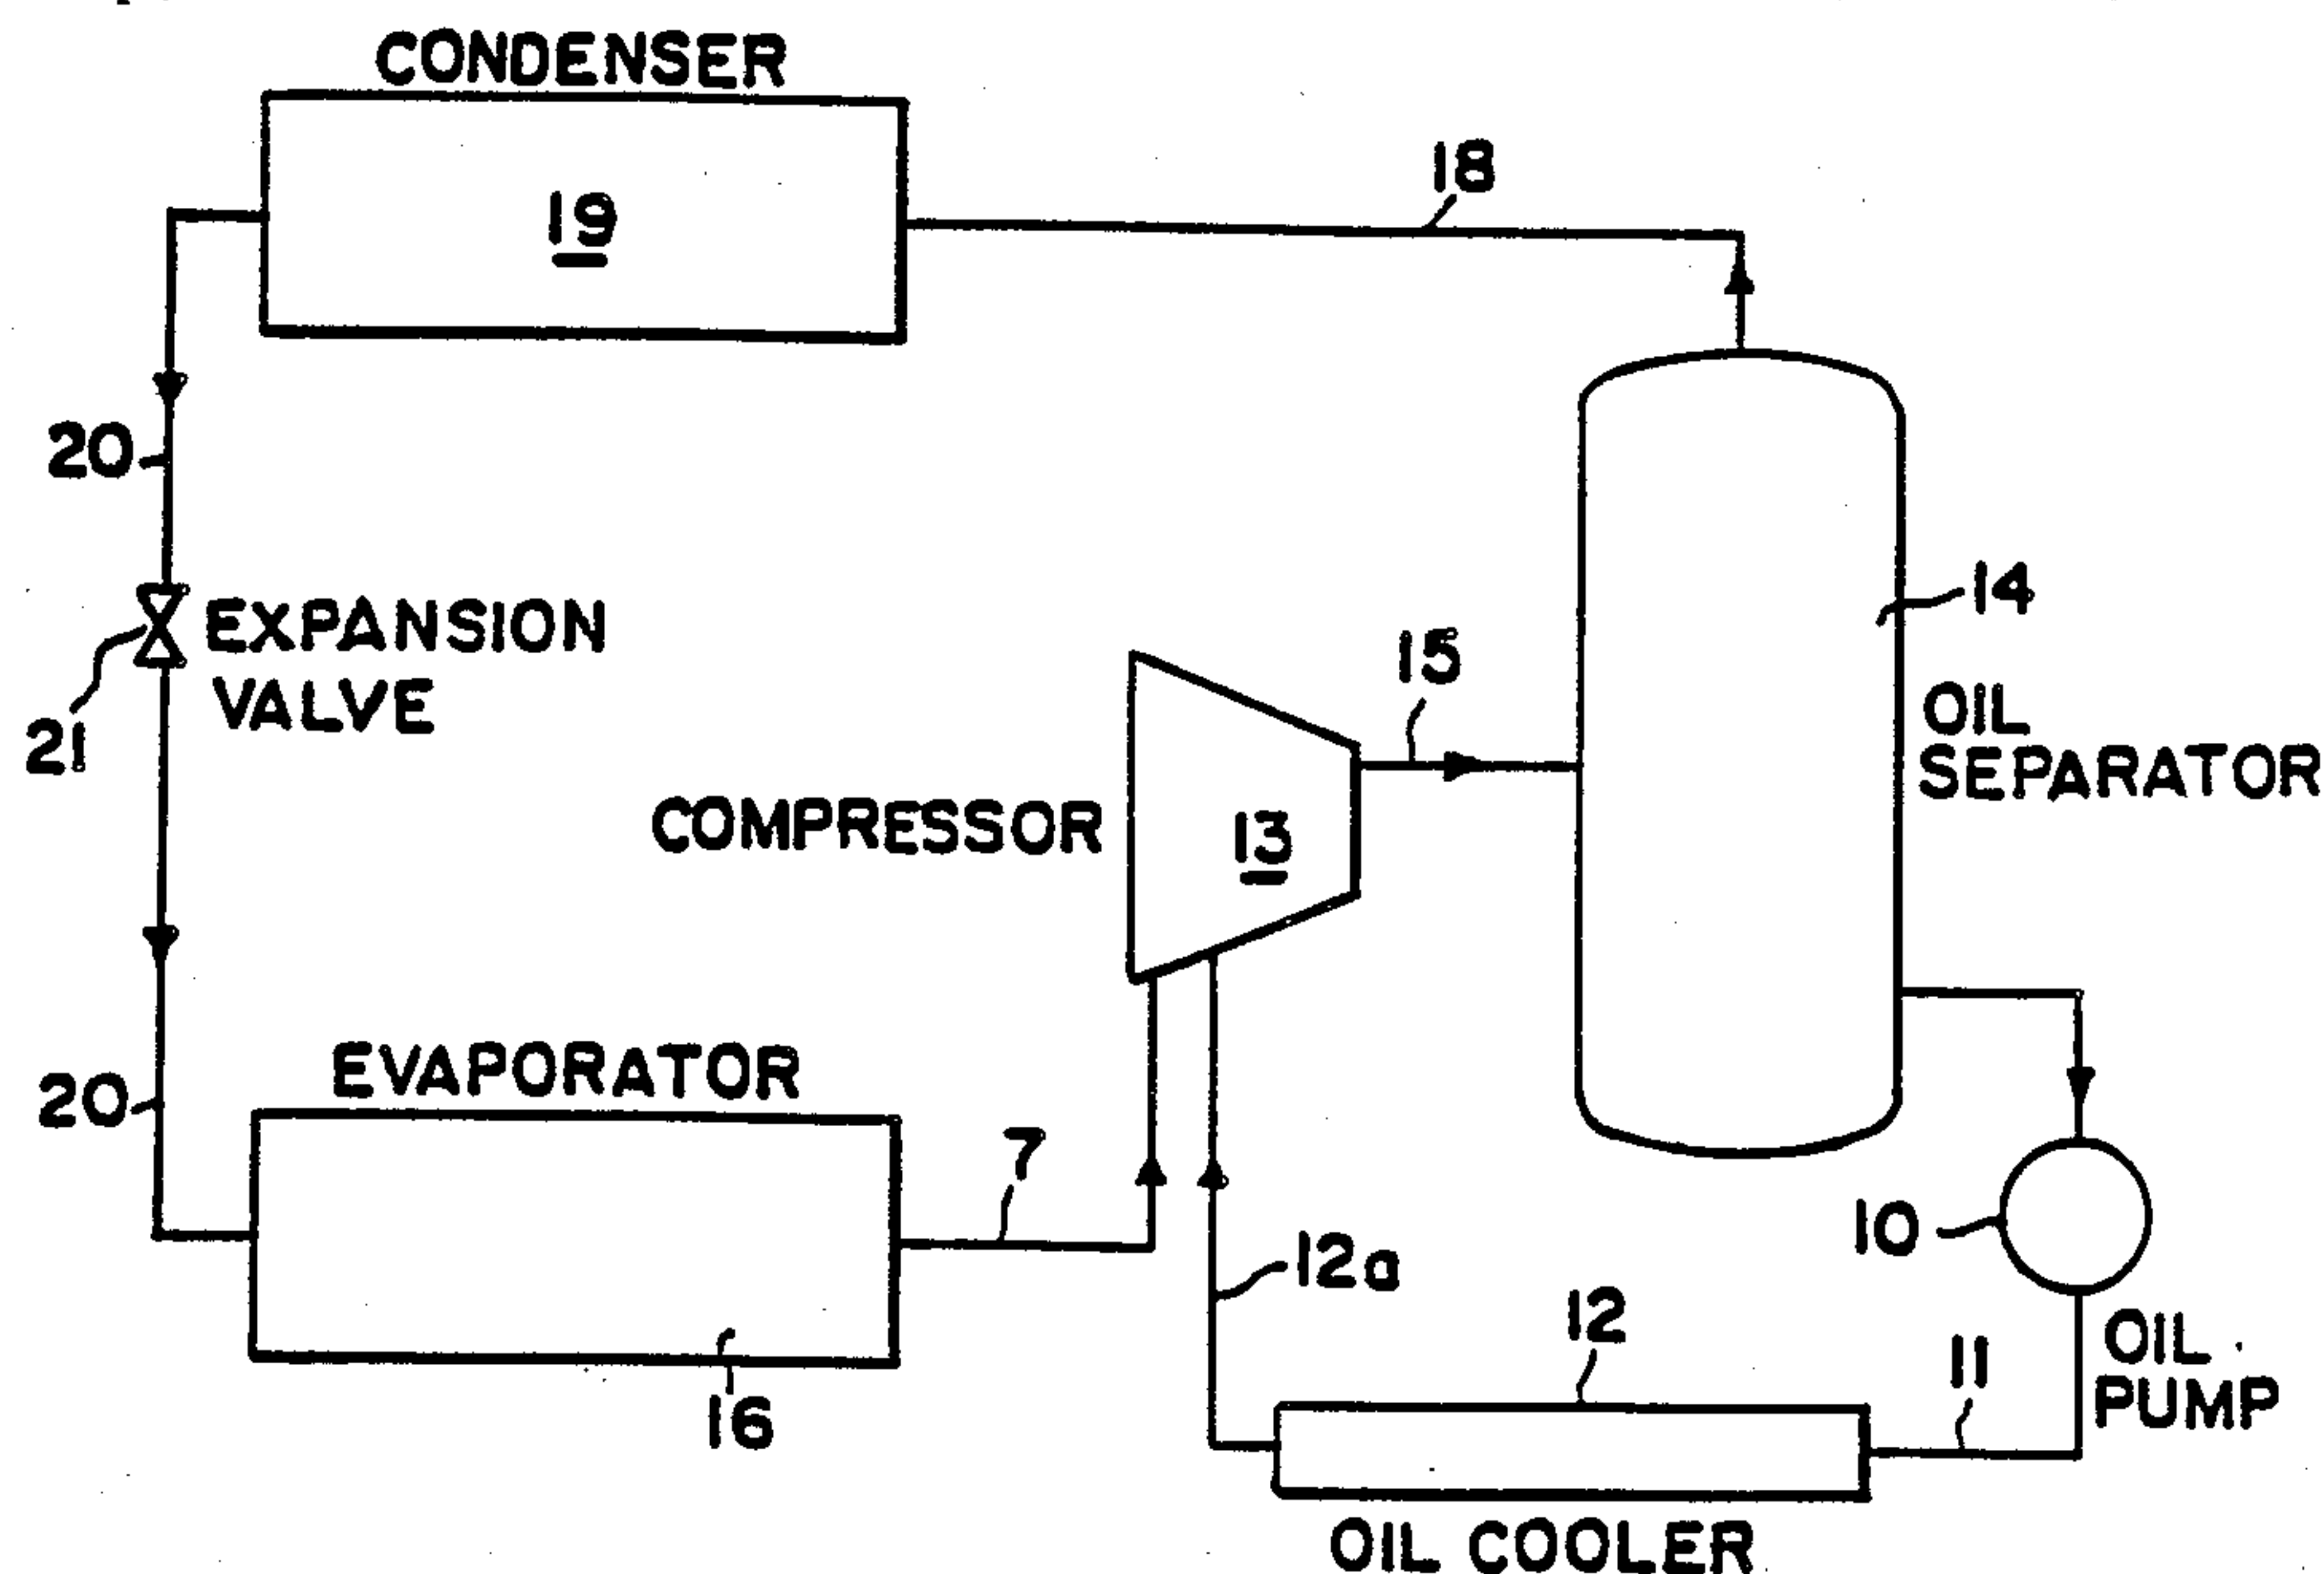 CONDENSER
18
19
20
14
EXPANSION
VALVE
21
15
OIL
SEPARATOR
COMPRESSOR
13
EVAPORATOR
20
7
10
12a
12
11
OIL
PUMP
16
OIL COOLER